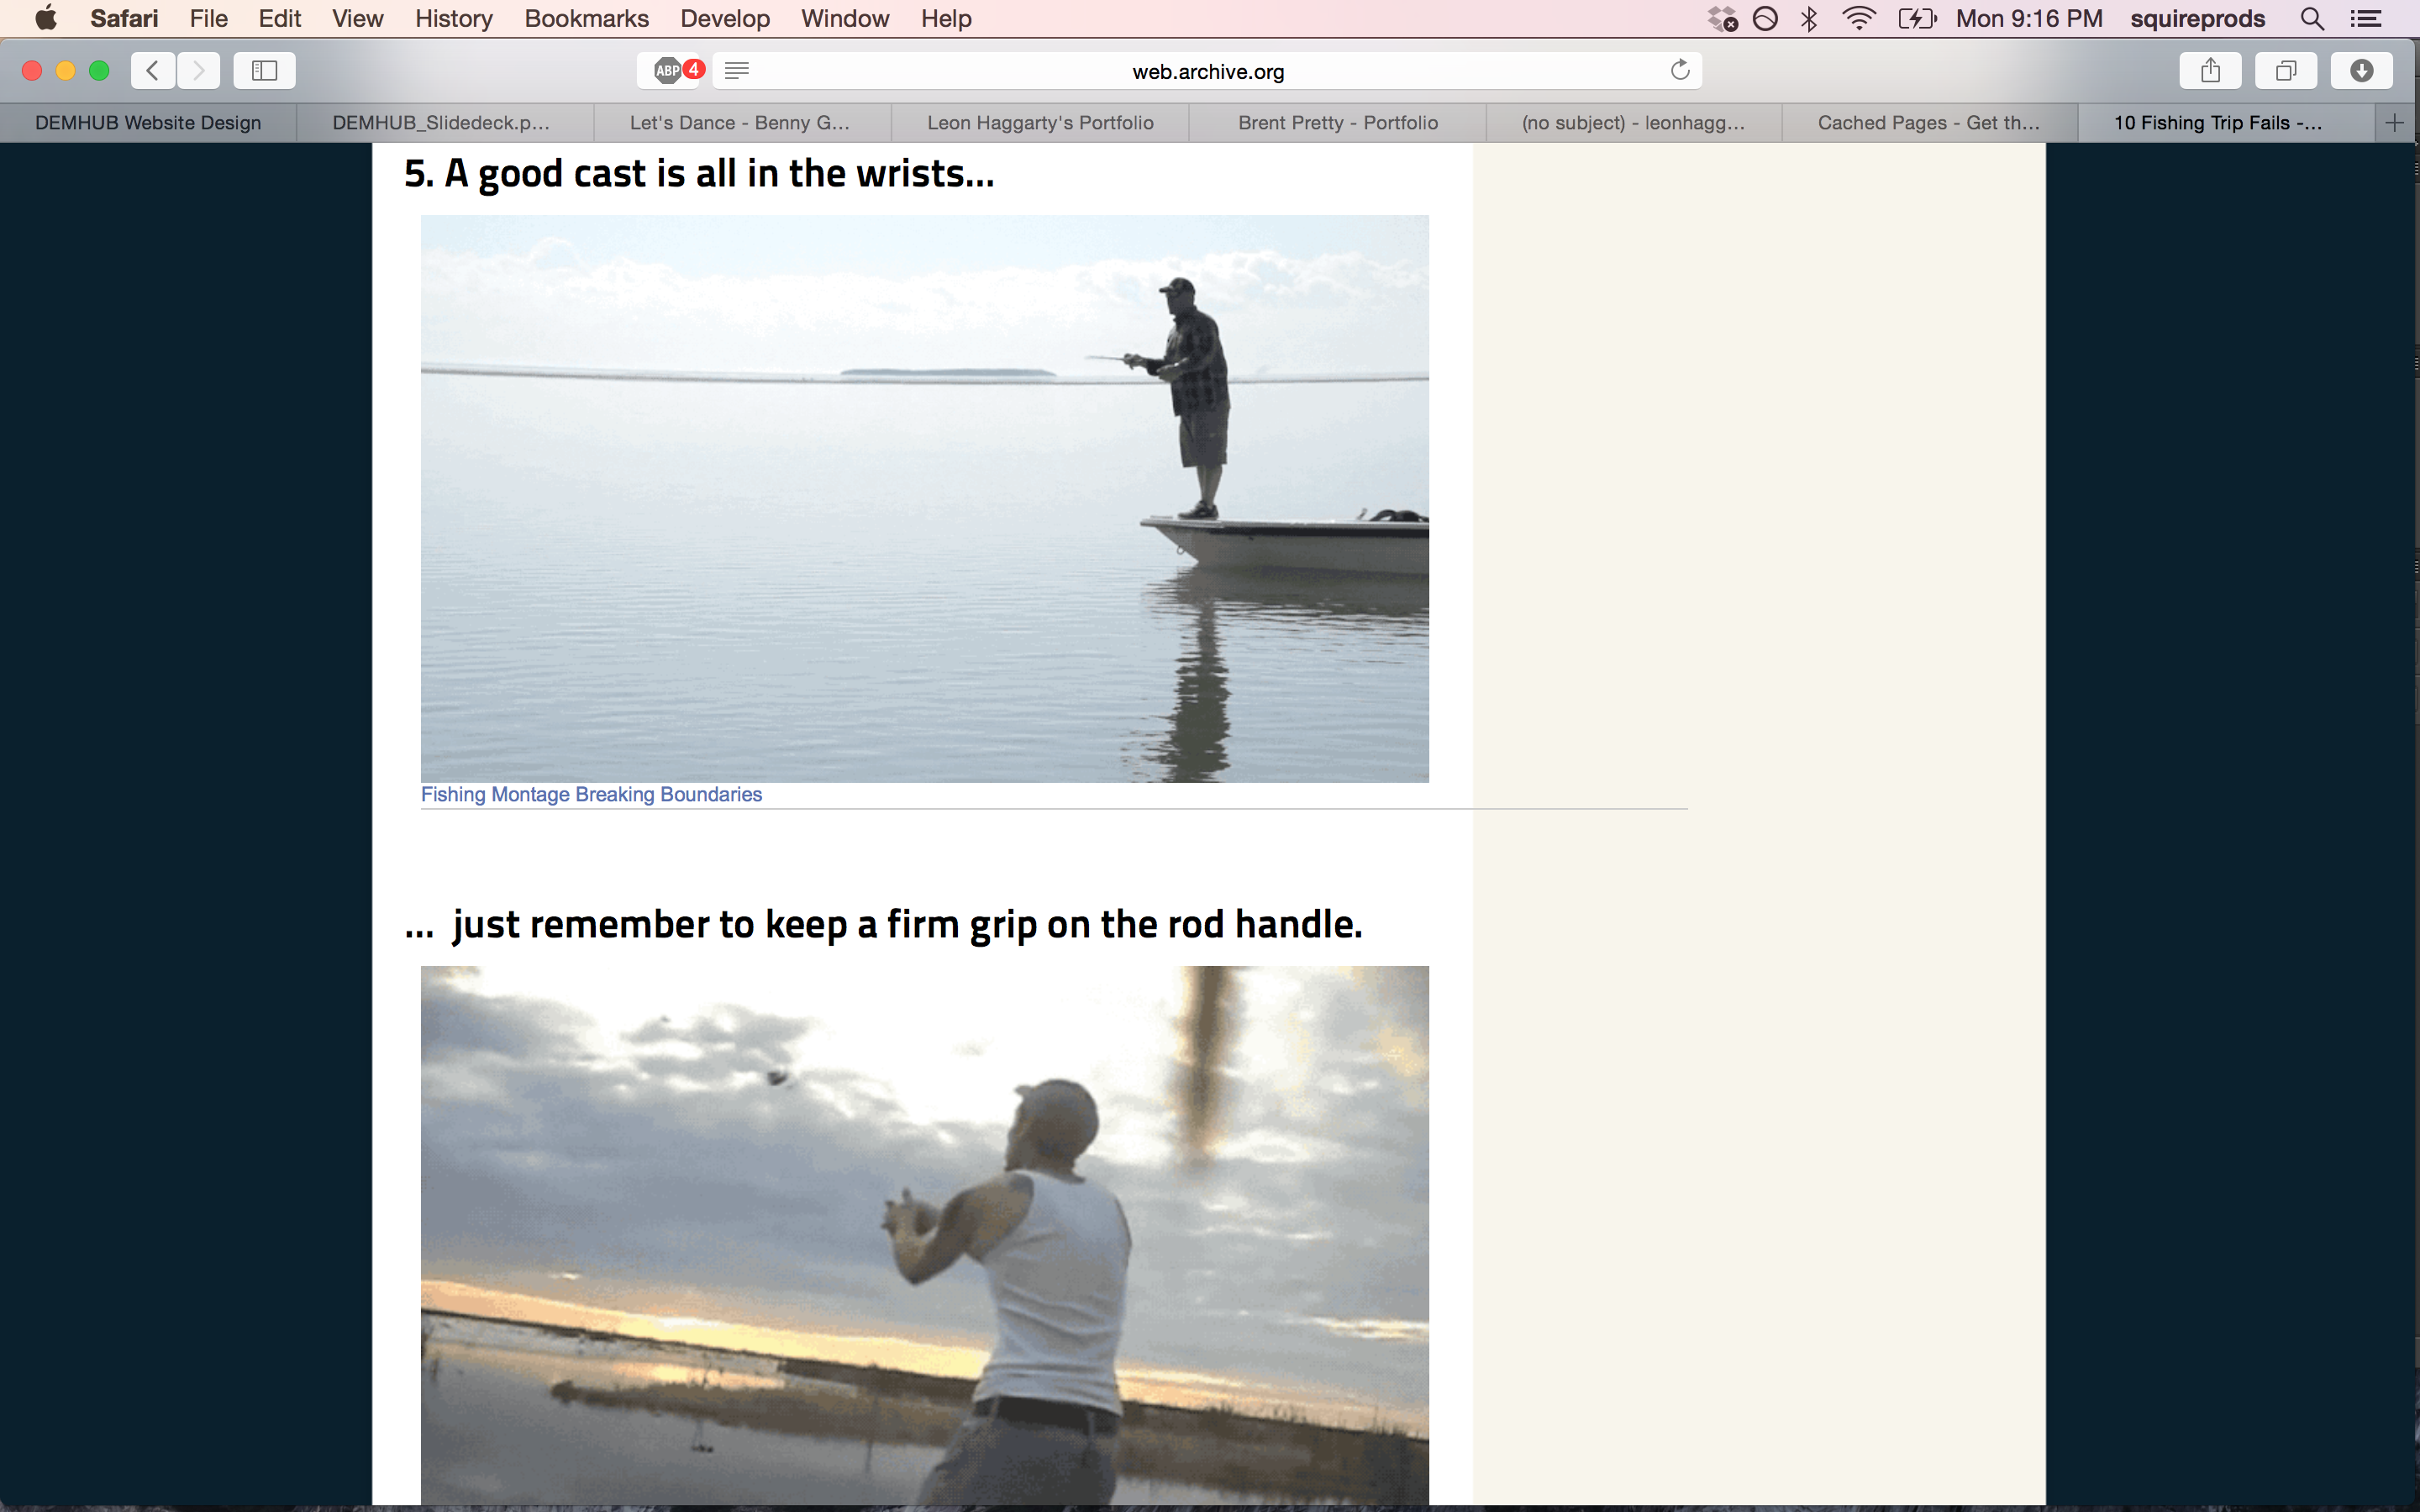 Safari File Edit View History Bookmarks Develop Window Help Mon 9:16 PM squireprods
ABP 4 web.archive.org
DEMHUB Website Design DEMHUB_Slidedeck.p... Let's Dance - Benny G... Leon Haggarty's Portfolio Brent Pretty - Portfolio (no subject) - leonhagg... Cached Pages - Get th... 10 Fishing Trip Fails -...
5. A good cast is all in the wrists...
Fishing Montage Breaking Boundaries
... just remember to keep a firm grip on the rod handle.